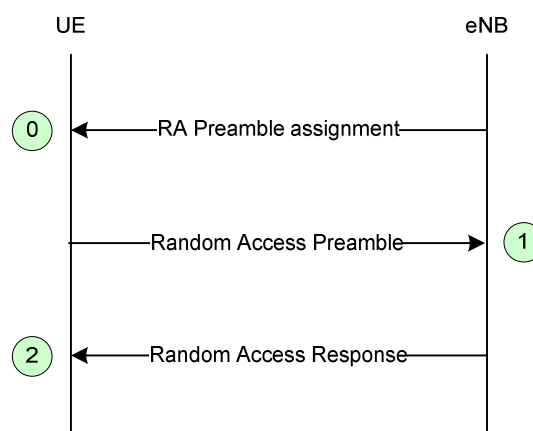 UE
eNB
0
RA Preamble assignment
Random Access Preamble
1
2
Random Access Response